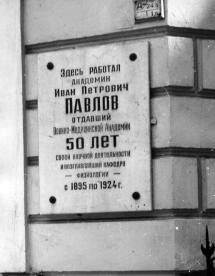 Здесь работал
академик
Иван Петрович
ПАВЛОВ
отдавший
Военно-Медицинской Академии
50 лет
своей научной деятельности
и возглавлявший кафедру
— физиологии —
с 1895 по 1924 г.